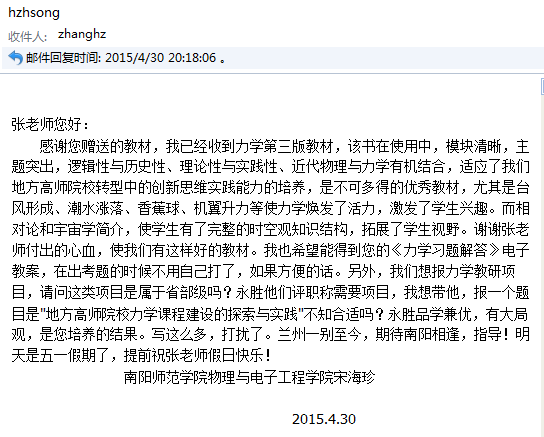 hzhsong
收件人： zhanghz
邮件回复时间: 2015/4/30 20:18:06 。
张老师您好：
感谢您赠送的教材，我已经收到力学第三版教材，该书在使用中，模块清晰，主
题突出，逻辑性与历史性、理论性与实践性、近代物理与力学有机结合，适应了我们
地方高师院校转型中的创新思维实践能力的培养，是不可多得的优秀教材，尤其是台
风形成、潮水涨落、香蕉球、机翼升力等使力学焕发了活力，激发了学生兴趣。而相
对论和宇宙学简介，使学生有了完整的时空观知识结构，拓展了学生视野。谢谢张老
师付出的心血，使我们有这样好的教材。我也希望能得到您的《力学习题解答》电子
教案，在出考题的时候不用自己打了，如果方便的话。另外，我们想报力学教研项
目，请问这类项目是属于省部级吗？永胜他们评职称需要项目，我想带他，报一个题
目是"地方高师院校力学课程建设的探索与实践"不知合适吗？永胜品学兼优，有大局
观，是您培养的结果。写这么多，打扰了。兰州一别至今，期待南阳相逢，指导！明
天是五一假期了，提前祝张老师假日快乐！
南阳师范学院物理与电子工程学院宋海珍
2015.4.30